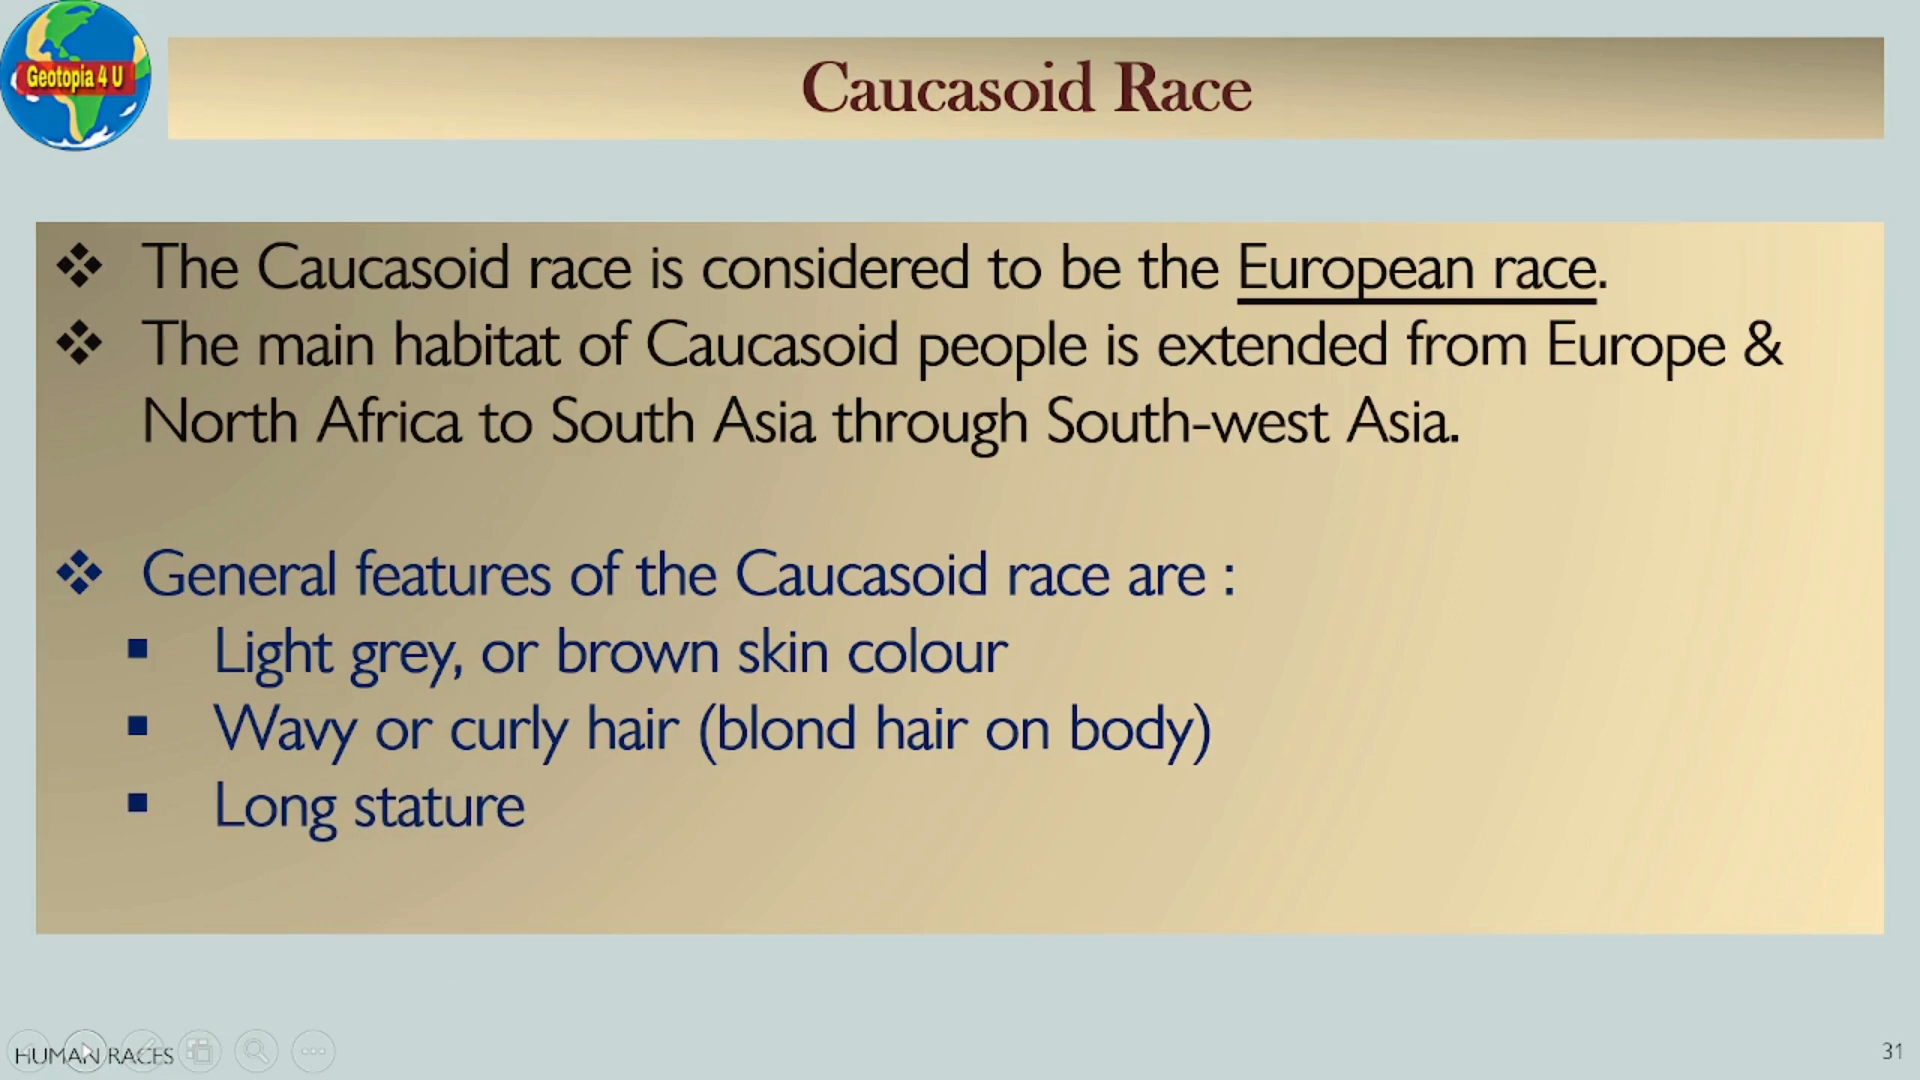 Geotopia 4 U
Caucasoid Race
❖ The Caucasoid race is considered to be the European race.
❖ The main habitat of Caucasoid people is extended from Europe &
North Africa to South Asia through South-west Asia.
❖ General features of the Caucasoid race are :
▪ Light grey, or brown skin colour
▪ Wavy or curly hair (blond hair on body)
▪ Long stature
HUMAN RACES
31